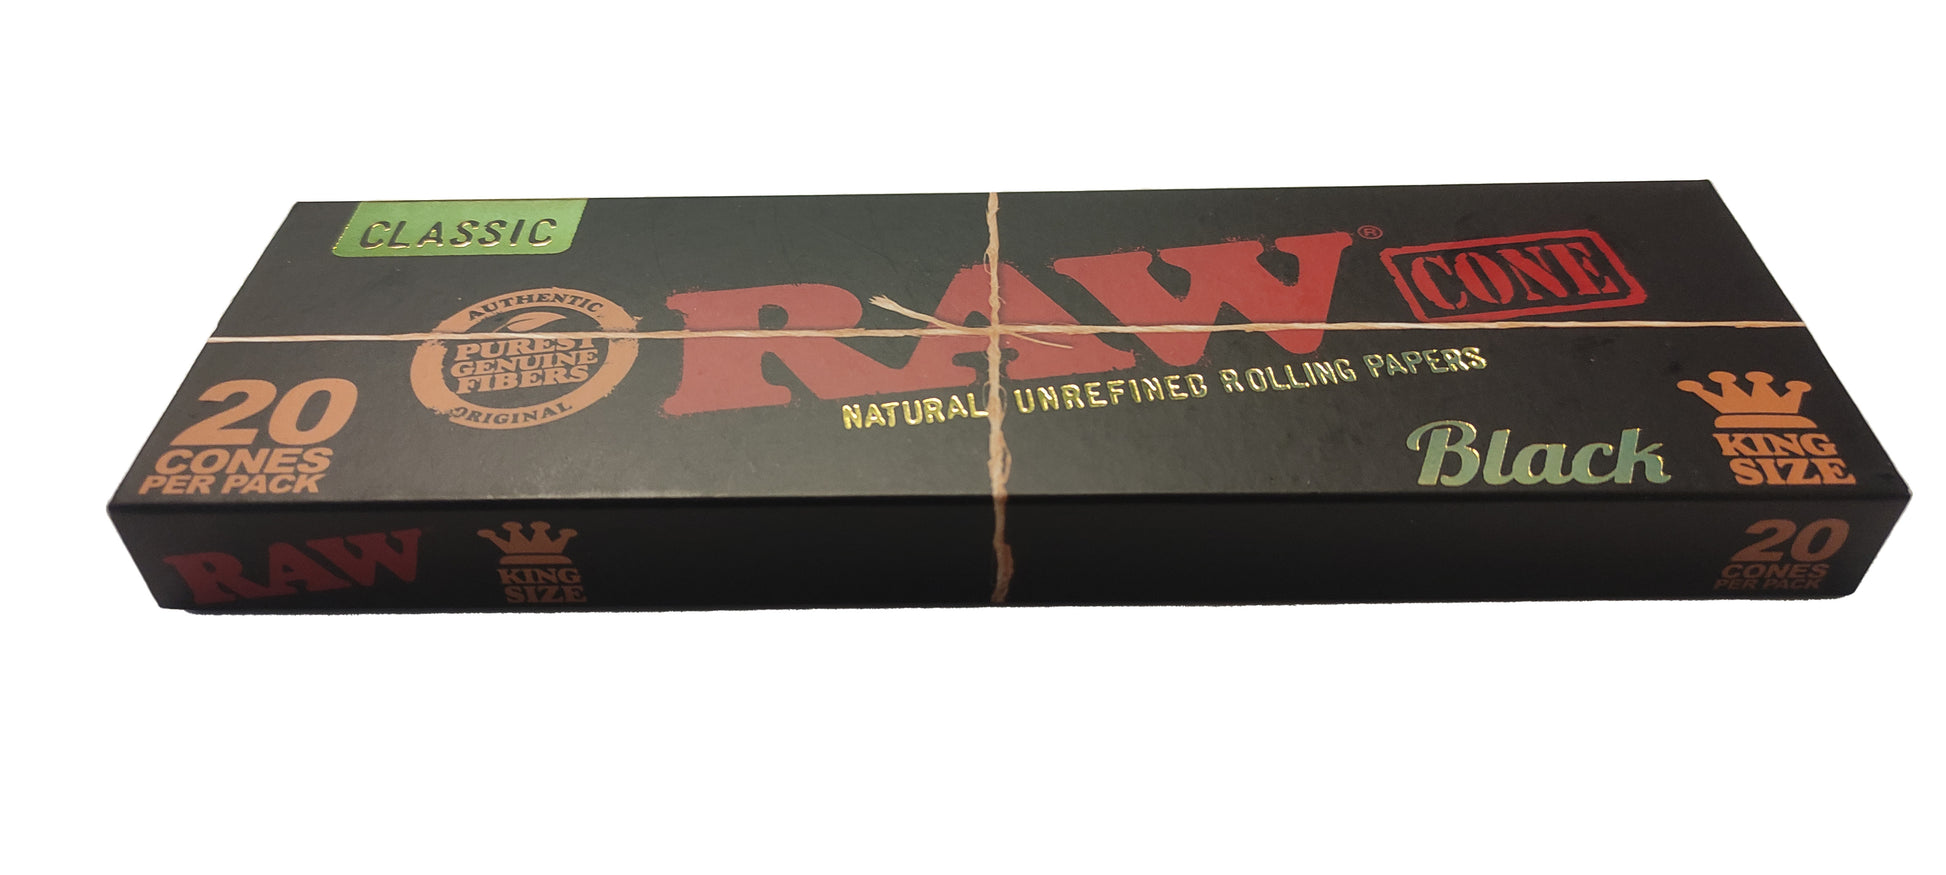 CLASSIC
RAW®
CONE
AUTHENTIC
PUREST
GENUINE
FIBERS
ORIGINAL
NATURAL UNREFINED ROLLING PAPERS
20
CONES
PER PACK
Black
KING
SIZE
RAW
KING
SIZE
20
CONES
PER PACK